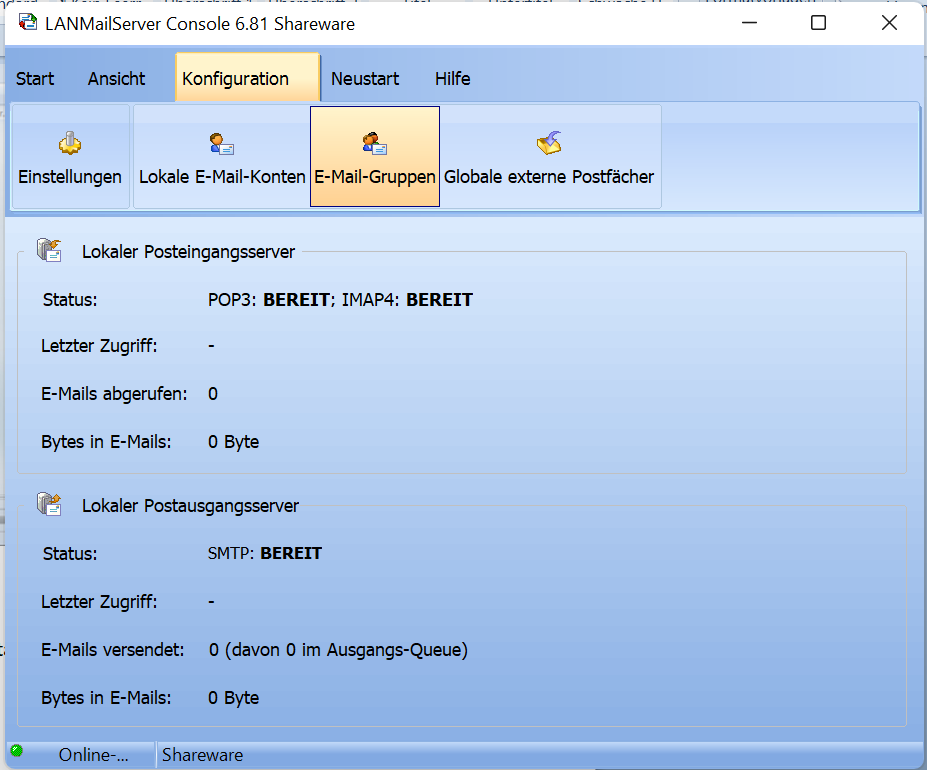 LANMailServer Console 6.81 Shareware
Start Ansicht Konfiguration Neustart Hilfe
Einstellungen Lokale E-Mail-Konten E-Mail-Gruppen Globale externe Postfächer
Lokaler Posteingangsserver
Status: POP3: BEREIT; IMAP4: BEREIT
Letzter Zugriff: -
E-Mails abgerufen: 0
Bytes in E-Mails: 0 Byte
Lokaler Postausgangsserver
Status: SMTP: BEREIT
Letzter Zugriff: -
E-Mails versendet: 0 (davon 0 im Ausgangs-Queue)
Bytes in E-Mails: 0 Byte
Online-... Shareware